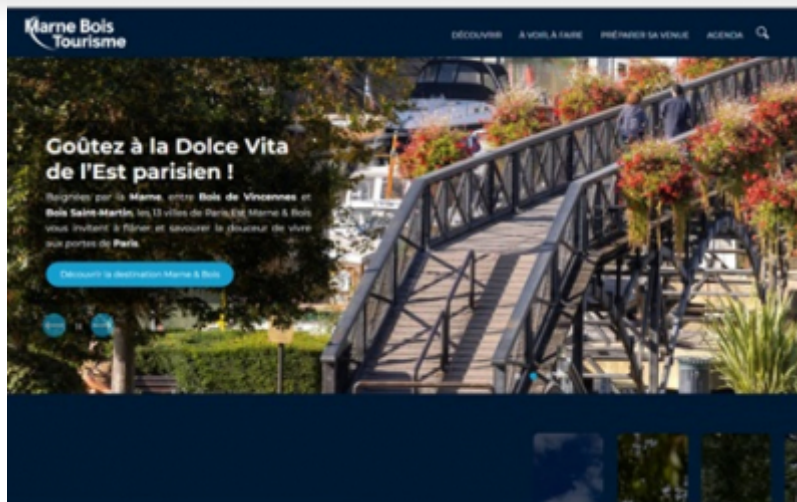 Marne Bois
Tourisme
DÉCOUVRIR À VOIR, À FAIRE PRÉPARER SA VENUE AGENDA
Goûtez à la Dolce Vita
de l'Est parisien !
Baignées par la Marne, entre Bois de Vincennes et
Bois Saint-Martin, les 13 villes de Paris Est Marne & Bois
vous invitent à flâner et savourer la douceur de vivre
aux portes de Paris.
Découvrir la destination Marne & Bois